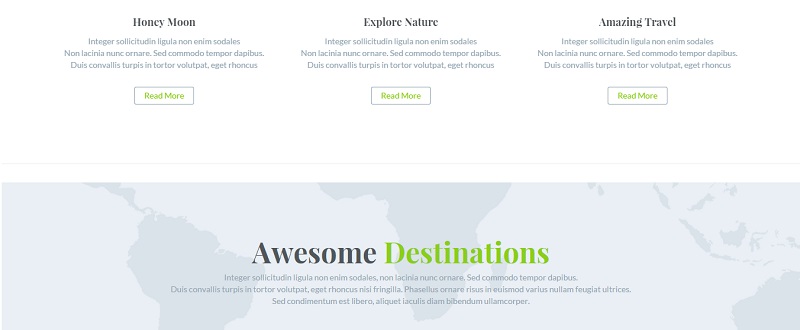 Honey Moon
Integer sollicitudin ligula non enim sodales
Non lacinia nunc ornare. Sed commodo tempor dapibus.
Duis convallis turpis in tortor volutpat, eget rhoncus
Read More
Explore Nature
Integer sollicitudin ligula non enim sodales
Non lacinia nunc ornare. Sed commodo tempor dapibus.
Duis convallis turpis in tortor volutpat, eget rhoncus
Read More
Amazing Travel
Integer sollicitudin ligula non enim sodales
Non lacinia nunc ornare. Sed commodo tempor dapibus.
Duis convallis turpis in tortor volutpat, eget rhoncus
Read More
Awesome Destinations
Integer sollicitudin ligula non enim sodales, non lacinia nunc ornare. Sed commodo tempor dapibus.
Duis convallis turpis in tortor volutpat, eget rhoncus nisi fringilla. Phasellus ornare risus in euismod varius nullam feugiat ultrices.
Sed condimentum est libero, aliquet iaculis diam bibendum ullamcorper.